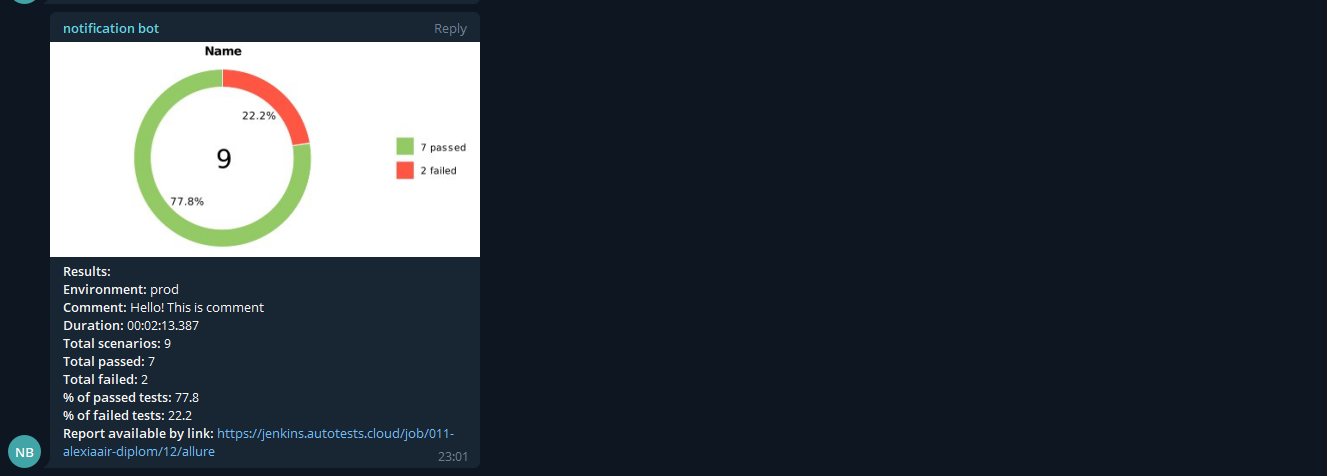 notification bot Reply
Name
22.2%
9
77.8%
7 passed
2 failed
Results:
Environment: prod
Comment: Hello! This is comment
Duration: 00:02:13.387
Total scenarios: 9
Total passed: 7
Total failed: 2
% of passed tests: 77.8
% of failed tests: 22.2
Report available by link: https://jenkins.autotests.cloud/job/011-
alexiaair-diplom/12/allure
NB
23:01